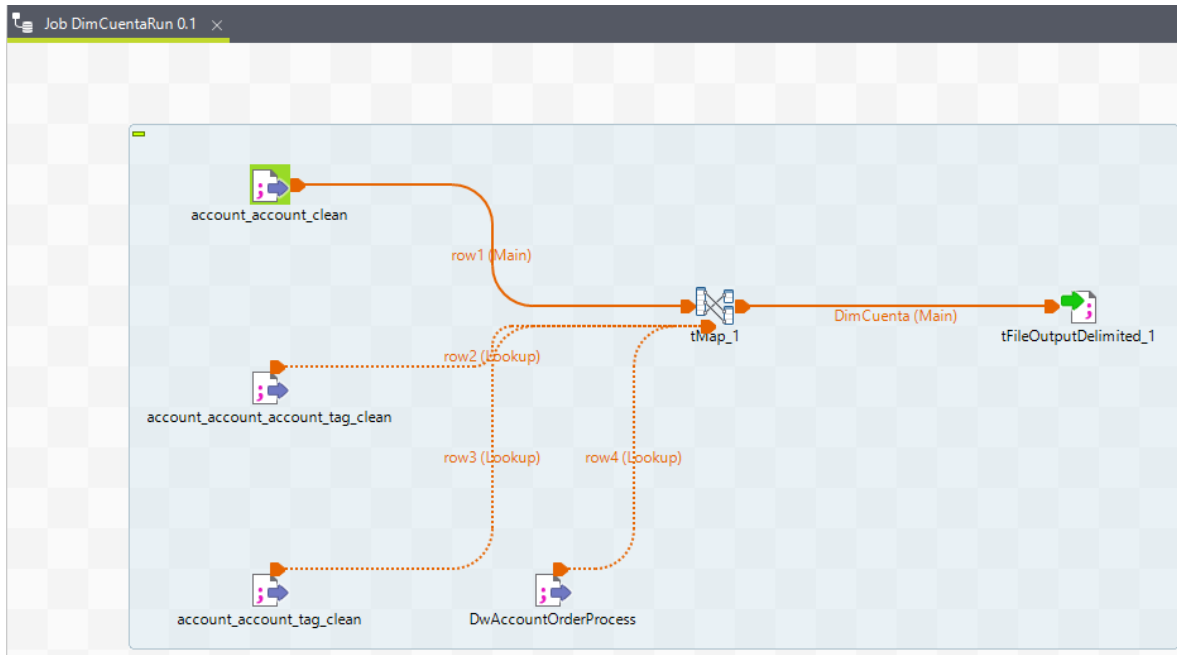 Job DimCuentaRun 0.1
account_account_clean
row1 (Main)
DimCuenta (Main)
tMap_1
tFileOutputDelimited_1
row2 (Lookup)
account_account_account_tag_clean
row3 (Lookup)
row4 (Lookup)
account_account_tag_clean
DwAccountOrderProcess